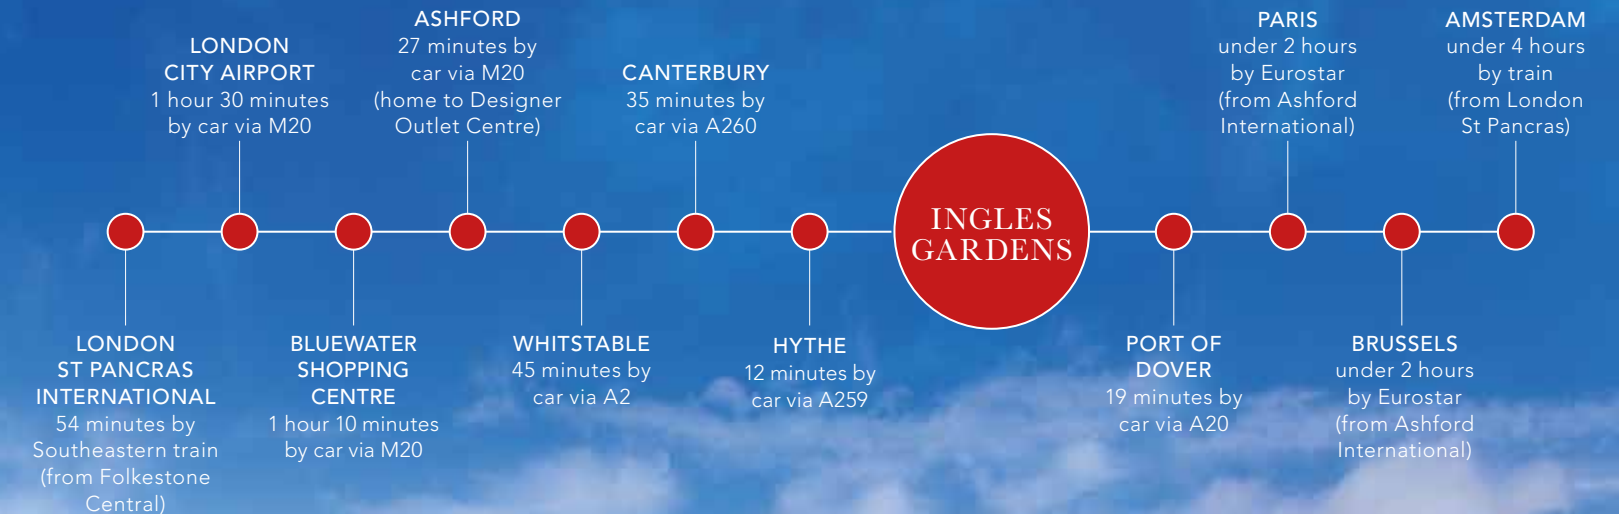 LONDON
CITY AIRPORT
1 hour 30 minutes
by car via M20
ASHFORD
27 minutes by
car via M20
(home to Designer
Outlet Centre)
CANTERBURY
35 minutes by
car via A260
PARIS
under 2 hours
by Eurostar
(from Ashford
International)
AMSTERDAM
under 4 hours
by train
(from London
St Pancras)
INGLES
GARDENS
LONDON
ST PANCRAS
INTERNATIONAL
54 minutes by
Southeastern train
(from Folkestone
Central)
BLUEWATER
SHOPPING
CENTRE
1 hour 10 minutes
by car via M20
WHITSTABLE
45 minutes by
car via A2
HYTHE
12 minutes by
car via A259
PORT OF
DOVER
19 minutes by
car via A20
BRUSSELS
under 2 hours
by Eurostar
(from Ashford
International)